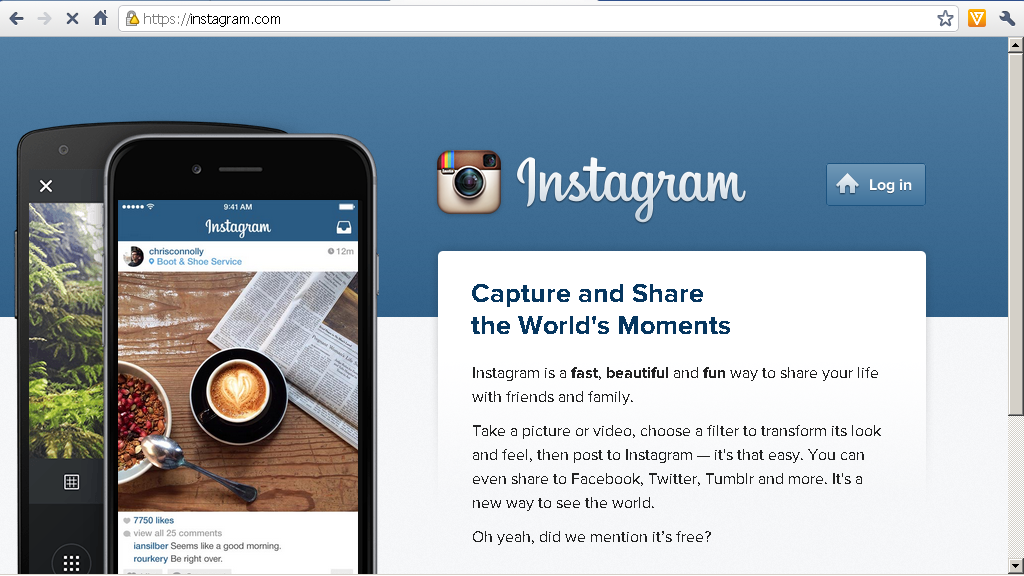 https://instagram.com
Instagram
Log in
9:41 AM
Instagram
chrisconnolly
12m
Boot & Shoe Service
7750 likes
view all 25 comments
iansilber Seems like a good morning.
rourkery Be right over.
Capture and Share
the World's Moments
Instagram is a fast, beautiful and fun way to share your life
with friends and family.
Take a picture or video, choose a filter to transform its look
and feel, then post to Instagram — it's that easy. You can
even share to Facebook, Twitter, Tumblr and more. It's a
new way to see the world.
Oh yeah, did we mention it’s free?